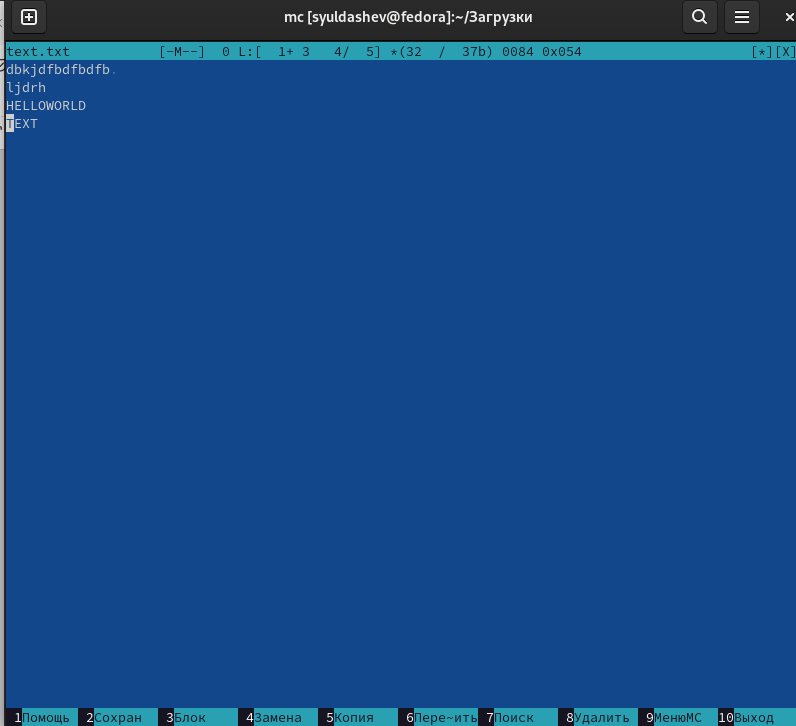 mc [syuldashev@fedora]:~/Загрузки
text.txt [-M--] 0 L:[ 1+ 3 4/ 5] *(32 / 37b) 0084 0x054 [*][X]
dbkjdfbdfbdfb.
ljdrh
HELLOWORLD
TEXT
1Помощь 2Сохран 3Блок 4Замена 5Копия 6Пере~ить 7Поиск 8Удалить 9МенюМС 10Выход